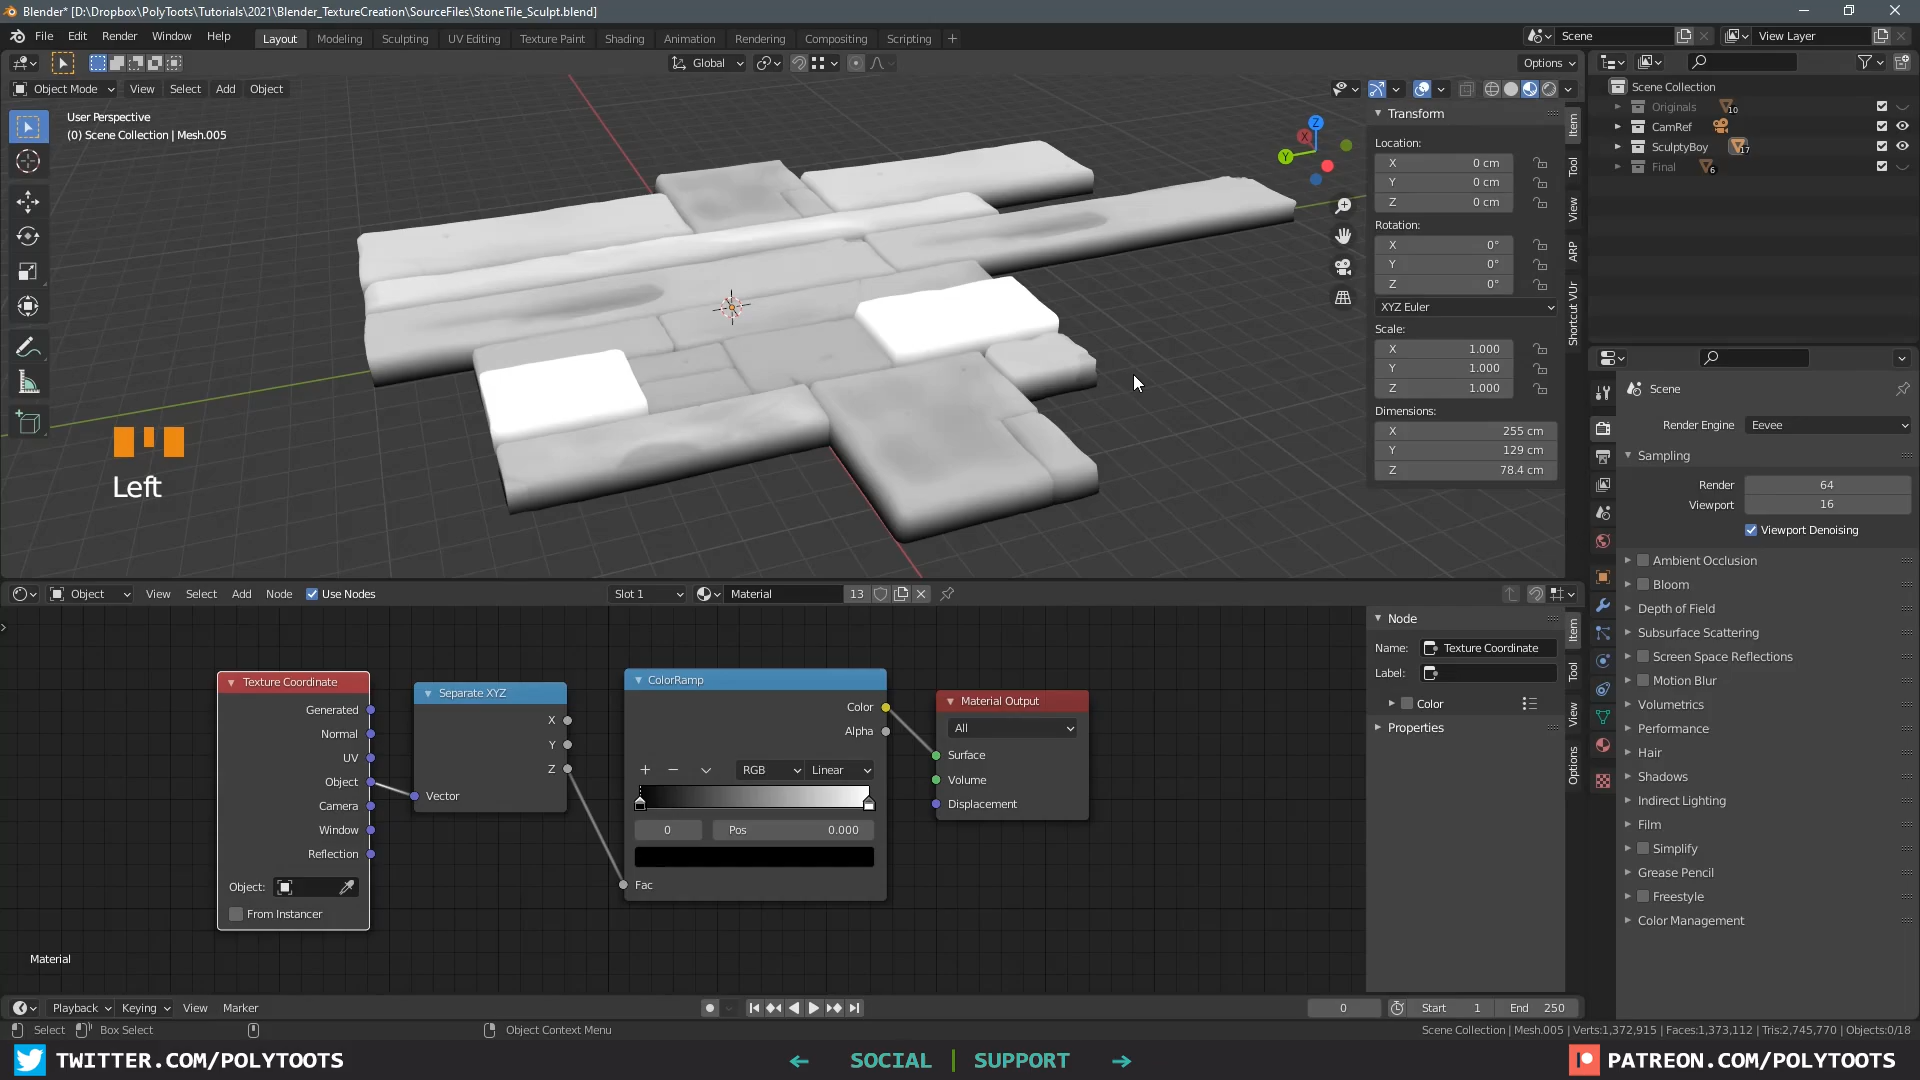 Blender* [D:\Dropbox\PolyToots\Tutorials\2021\Blender_TextureCreation\SourceFiles\StoneTile_Sculpt.blend]
File Edit Render Window Help Layout Modeling Sculpting UV Editing Texture Paint Shading Animation Rendering Compositing Scripting + Scene View Layer
Global Options
Object Mode View Select Add Object
User Perspective
(0) Scene Collection | Mesh.005
Left
Z
X
Y
Transform
Location:
X 0 cm
Y 0 cm
Z 0 cm
Rotation:
X 0°
Y 0°
Z 0°
XYZ Euler
Scale:
X 1.000
Y 1.000
Z 1.000
Dimensions:
X 255 cm
Y 129 cm
Z 78.4 cm
Item
Tool
View
ARP
Shortcut VUr
Scene Collection
Originals 10
CamRef
SculptyBoy 17
Final 6
Scene
Render Engine Eevee
Sampling
Render 64
Viewport 16
Viewport Denoising
Ambient Occlusion
Bloom
Depth of Field
Subsurface Scattering
Screen Space Reflections
Motion Blur
Volumetrics
Performance
Hair
Shadows
Indirect Lighting
Film
Simplify
Grease Pencil
Freestyle
Color Management
Object View Select Add Node Use Nodes Slot 1 Material 13
Texture Coordinate
Generated
Normal
UV
Object
Camera
Window
Reflection
Object:
From Instancer
Separate XYZ
X
Y
Z
Vector
ColorRamp
Color
Alpha
+ − RGB Linear
0 Pos 0.000
Fac
Material Output
All
Surface
Volume
Displacement
Material
Node
Name: Texture Coordinate
Label:
Color
Properties
Item
Tool
View
Options
Playback Keying View Marker 0 Start 1 End 250
Select Box Select Object Context Menu Scene Collection | Mesh.005 | Verts:1,372,915 | Faces:1,373,112 | Tris:2,745,770 | Objects:0/18
TWITTER.COM/POLYTOOTS ← SOCIAL | SUPPORT → PATREON.COM/POLYTOOTS